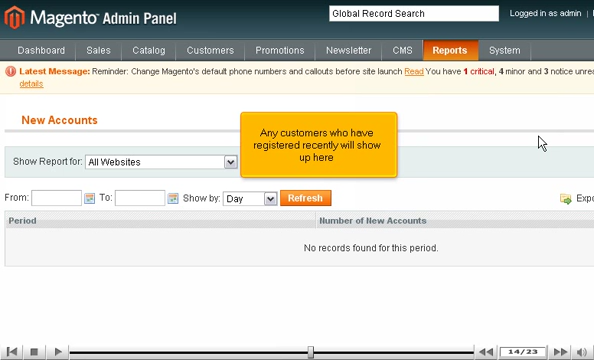 Magento Admin Panel
Global Record Search
Logged in as admin
Dashboard Sales Catalog Customers Promotions Newsletter CMS Reports System
Latest Message: Reminder: Change Magento's default phone numbers and callouts before site launch Read You have 1 critical, 4 minor and 3 notice unrea
details
New Accounts
Any customers who have
registered recently will show
up here
Show Report for: All Websites
From: To: Show by: Day Refresh Expo
Period Number of New Accounts
No records found for this period.
14/23